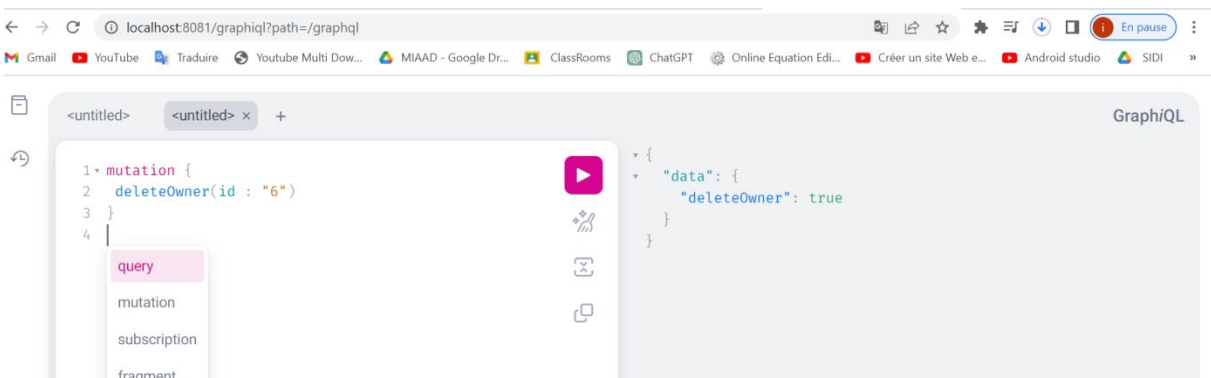 localhost:8081/graphiql?path=/graphql
i En pause
Gmail YouTube Traduire Youtube Multi Dow... MIAAD - Google Dr... ClassRooms ChatGPT Online Equation Edi... Créer un site Web e... Android studio SIDI »
<untitled> <untitled> × + GraphiQL
1 mutation {
2 deleteOwner(id : "6")
3 }
4
query
mutation
subscription
fragment
{
"data": {
"deleteOwner": true
}
}